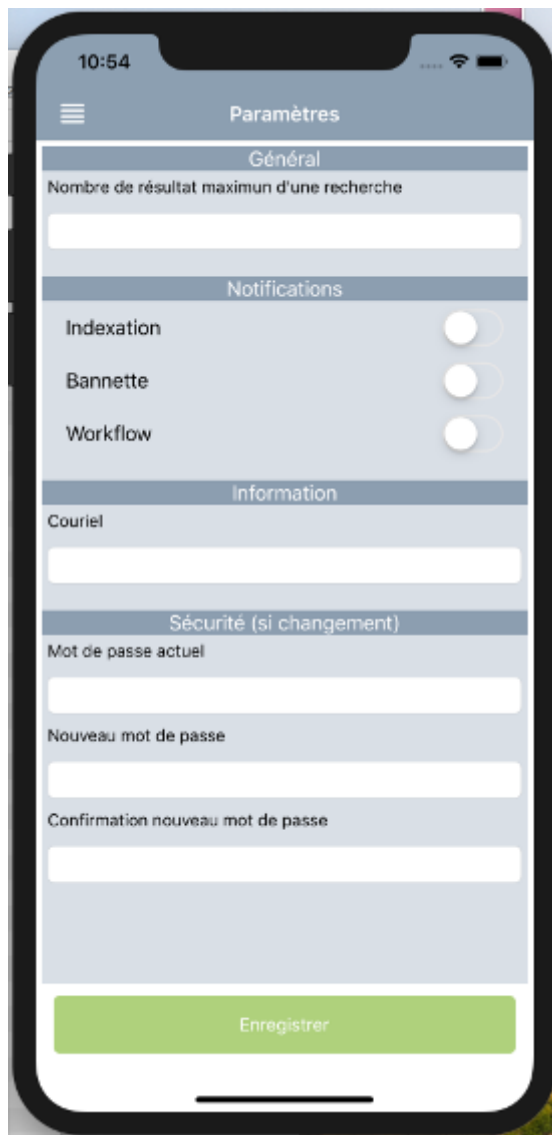 10:54
Paramètres
Général
Nombre de résultat maximun d'une recherche
Notifications
Indexation
Bannette
Workflow
Information
Couriel
Sécurité (si changement)
Mot de passe actuel
Nouveau mot de passe
Confirmation nouveau mot de passe
Enregistrer